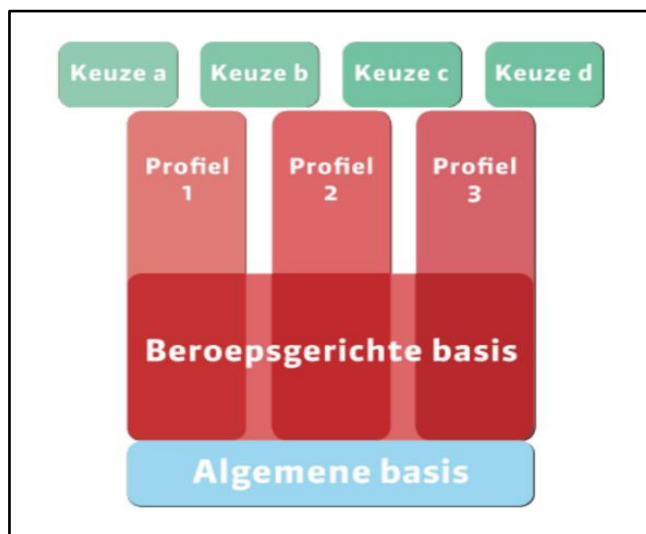 Keuze a
Keuze b
Keuze c
Keuze d
Profiel
1
Profiel
2
Profiel
3
Beroepsgerichte basis
Algemene basis